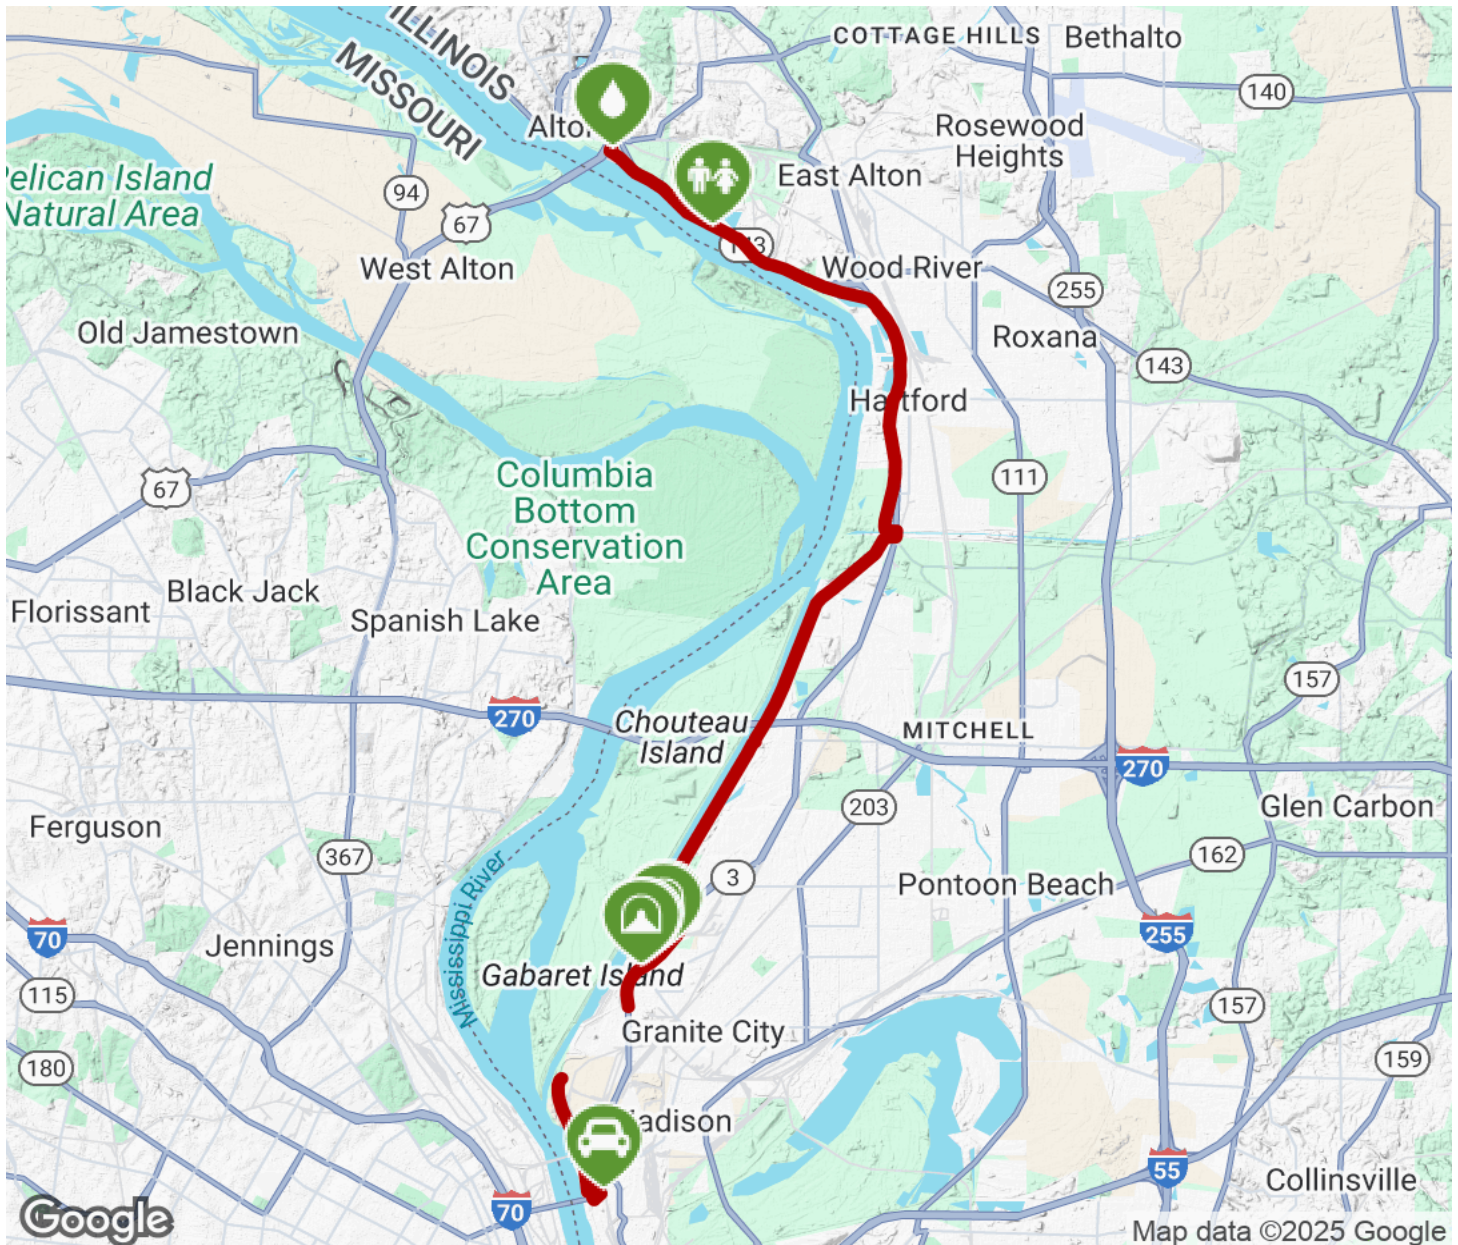 ILLINOIS
MISSOURI
COTTAGE HILLS
Bethalto
140
Alton
Rosewood
Heights
East Alton
elican Island
Natural Area
94
67
143
West Alton
Wood River
255
Old Jamestown
Roxana
143
Hartford
67
111
Columbia
Bottom
Conservation
Area
Black Jack
Florissant
Spanish Lake
157
270
Chouteau
Island
MITCHELL
270
203
Glen Carbon
Ferguson
367
162
3
Pontoon Beach
Mississippi River
70
Jennings
255
Gabaret Island
115
157
Granite City
180
159
adison
55
Collinsville
70
Google
Map data ©2025 Google